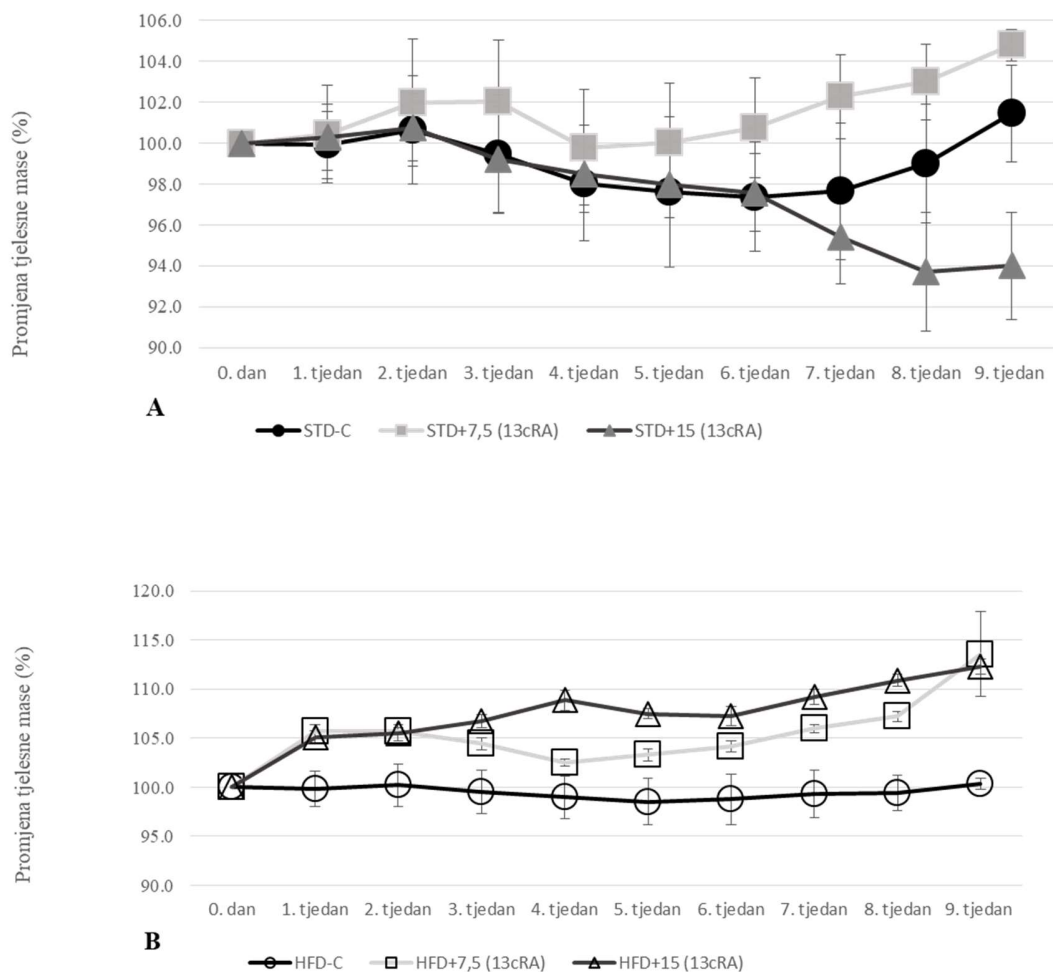 Promjena tjelesne mase (%)
106.0
104.0
102.0
100.0
98.0
96.0
94.0
92.0
90.0
0. dan 1. tjedan 2. tjedan 3. tjedan 4. tjedan 5. tjedan 6. tjedan 7. tjedan 8. tjedan 9. tjedan
A
STD-C STD+7,5 (13cRA) STD+15 (13cRA)
Promjena tjelesne mase (%)
120.0
115.0
110.0
105.0
100.0
95.0
90.0
0. dan 1. tjedan 2. tjedan 3. tjedan 4. tjedan 5. tjedan 6. tjedan 7. tjedan 8. tjedan 9. tjedan
B
HFD-C HFD+7,5 (13cRA) HFD+15 (13cRA)